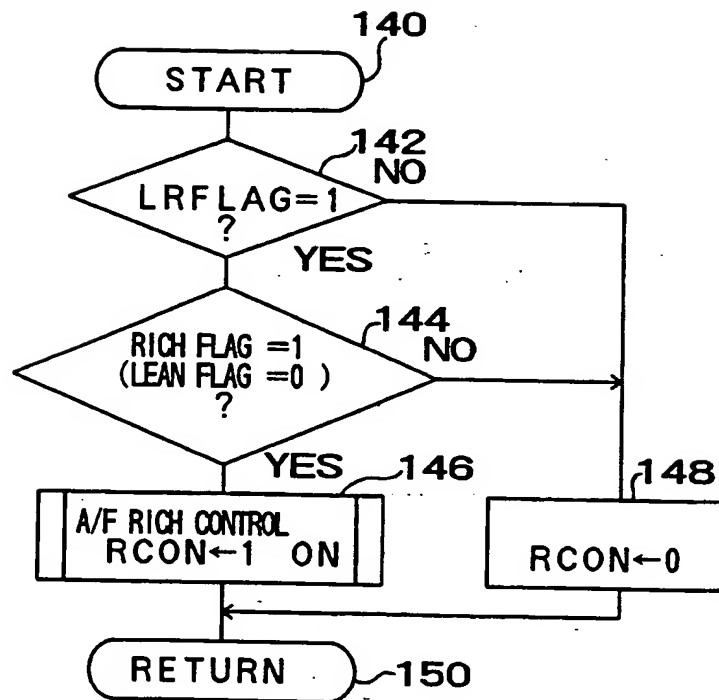 140
START
142
NO
LRFLAG=1
?
YES
144
RICH FLAG =1
NO
(LEAN FLAG =0 )
?
YES
146
148
A/F RICH CONTROL
RCON←1 ON
RCON←0
RETURN
150